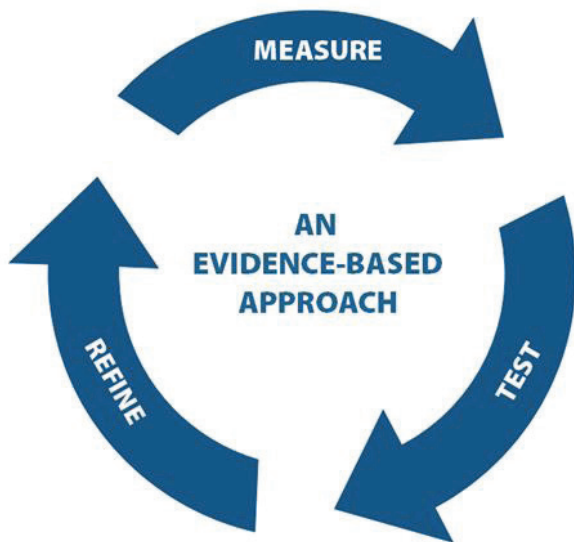 MEASURE
AN
EVIDENCE-BASED
APPROACH
TEST
REFINE